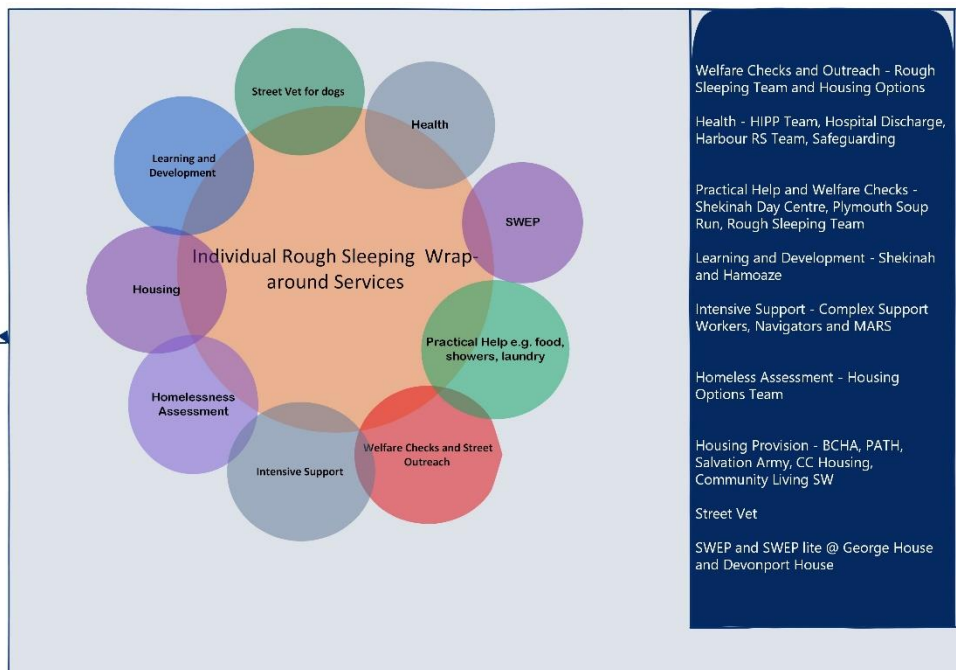 Street Vet for dogs
Health
Learning and
Development
SWEP
Individual Rough Sleeping Wrap-
around Services
Housing
Practical Help e.g. food,
showers, laundry
Homelessness
Assessment
Welfare Checks and Street
Outreach
Intensive Support
Welfare Checks and Outreach - Rough
Sleeping Team and Housing Options
Health - HIPP Team, Hospital Discharge,
Harbour RS Team, Safeguarding
Practical Help and Welfare Checks -
Shekinah Day Centre, Plymouth Soup
Run, Rough Sleeping Team
Learning and Development - Shekinah
and Hamoaze
Intensive Support - Complex Support
Workers, Navigators and MARS
Homeless Assessment - Housing
Options Team
Housing Provision - BCHA, PATH,
Salvation Army, CC Housing,
Community Living SW
Street Vet
SWEP and SWEP lite @ George House
and Devonport House